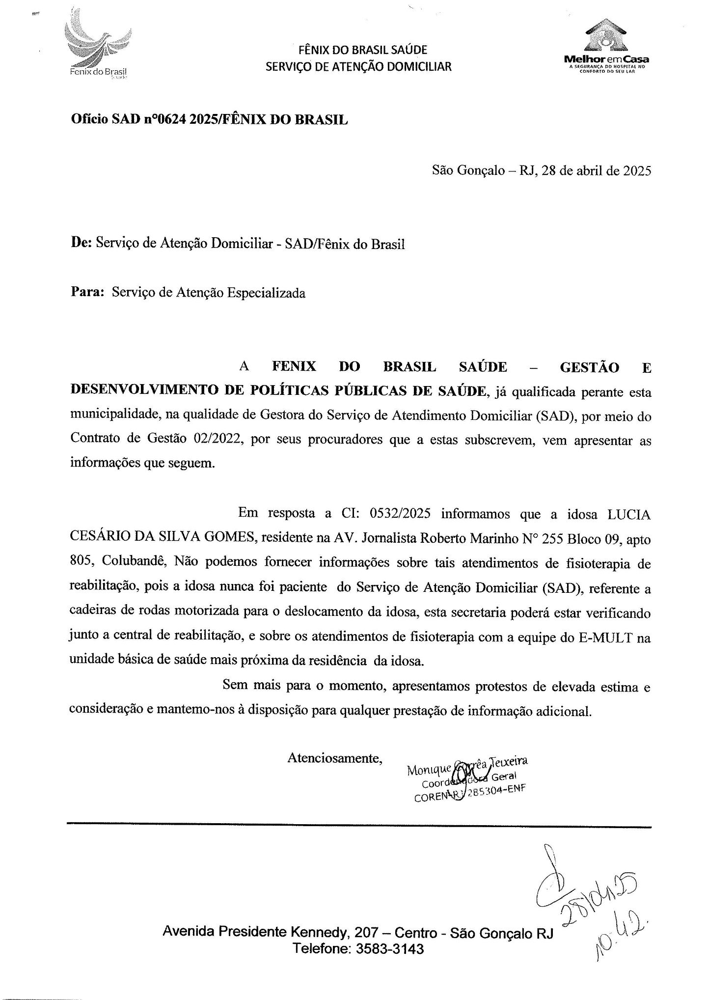 Fenix do Brasil
Saúde
FÊNIX DO BRASIL SAÚDE
SERVIÇO DE ATENÇÃO DOMICILIAR
Melhor em Casa
A SEGURANÇA DO HOSPITAL NO
CONFORTO DO SEU LAR
Ofício SAD n°0624 2025/FÊNIX DO BRASIL
São Gonçalo – RJ, 28 de abril de 2025
De: Serviço de Atenção Domiciliar - SAD/Fênix do Brasil
Para: Serviço de Atenção Especializada
A FENIX DO BRASIL SAÚDE – GESTÃO E
DESENVOLVIMENTO DE POLÍTICAS PÚBLICAS DE SAÚDE, já qualificada perante esta
municipalidade, na qualidade de Gestora do Serviço de Atendimento Domiciliar (SAD), por meio do
Contrato de Gestão 02/2022, por seus procuradores que a estas subscrevem, vem apresentar as
informações que seguem.
Em resposta a CI: 0532/2025 informamos que a idosa LUCIA
CESÁRIO DA SILVA GOMES, residente na AV. Jornalista Roberto Marinho N° 255 Bloco 09, apto
805, Colubandê, Não podemos fornecer informações sobre tais atendimentos de fisioterapia de
reabilitação, pois a idosa nunca foi paciente do Serviço de Atenção Domiciliar (SAD), referente a
cadeiras de rodas motorizada para o deslocamento da idosa, esta secretaria poderá estar verificando
junto a central de reabilitação, e sobre os atendimentos de fisioterapia com a equipe do E-MULT na
unidade básica de saúde mais próxima da residência da idosa.
Sem mais para o momento, apresentamos protestos de elevada estima e
consideração e mantemo-nos à disposição para qualquer prestação de informação adicional.
Atenciosamente,
Monique Corrêa Teixeira
Coordenadora Geral
COREN-RJ 285304-ENF
28/04/25
10:42.
Avenida Presidente Kennedy, 207 – Centro - São Gonçalo RJ
Telefone: 3583-3143